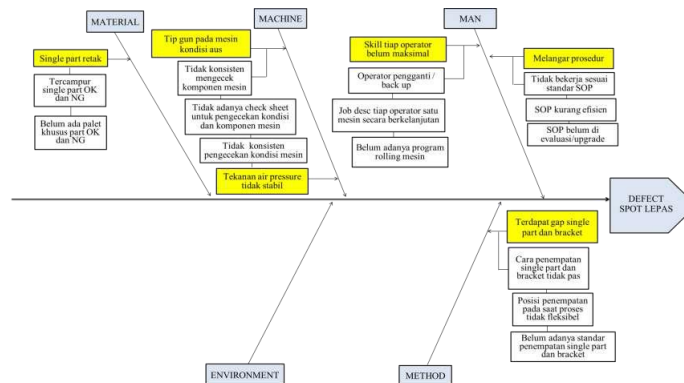 MATERIAL
MACHINE
MAN
Single part retak
Tercampur
single part OK
dan NG
Belum ada palet
khusus part OK
dan NG
Tip gun pada mesin
kondisi aus
Tidak konsisten
mengecek
komponen mesin
Tidak adanya check sheet
untuk pengecekan kondisi
dan komponen mesin
Tidak konsisten
pengecekan kondisi mesin
Tekanan air pressure
tidak stabil
Skill tiap operator
belum maksimal
Operator pengganti /
back up
Job desc tiap operator satu
mesin secara berkelanjutan
Belum adanya program
rolling mesin
Melangar prosedur
Tidak bekerja sesuai
standar SOP
SOP kurang efisien
SOP belum di
evaluasi/upgrade
DEFECT
SPOT LEPAS
Terdapat gap single
part dan bracket
Cara penempatan
single part dan
bracket tidak pas
Posisi penempatan
pada saat proses
tidak fleksibel
Belum adanya standar
penempatan single part
dan bracket
ENVIRONMENT
METHOD